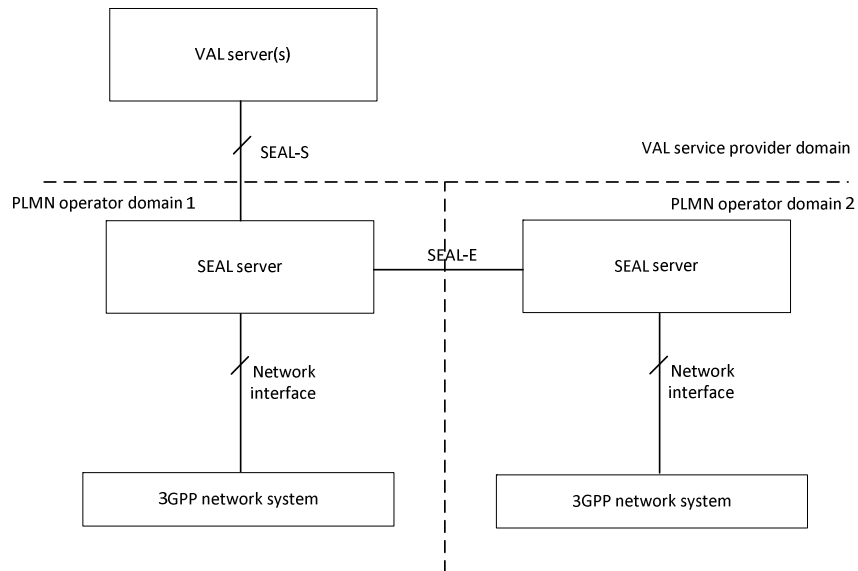 VAL server(s)
SEAL-S
VAL service provider domain
PLMN operator domain 1
PLMN operator domain 2
SEAL server
SEAL-E
SEAL server
Network
interface
Network
interface
3GPP network system
3GPP network system